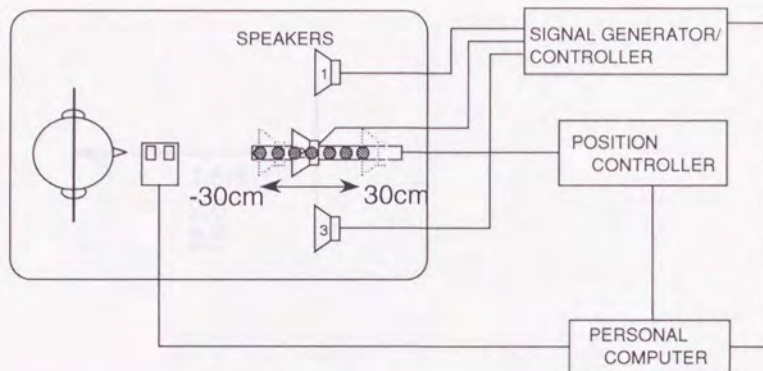 SPEAKERS
1
SIGNAL GENERATOR/
CONTROLLER
POSITION
CONTROLLER
-30cm
30cm
3
PERSONAL
COMPUTER